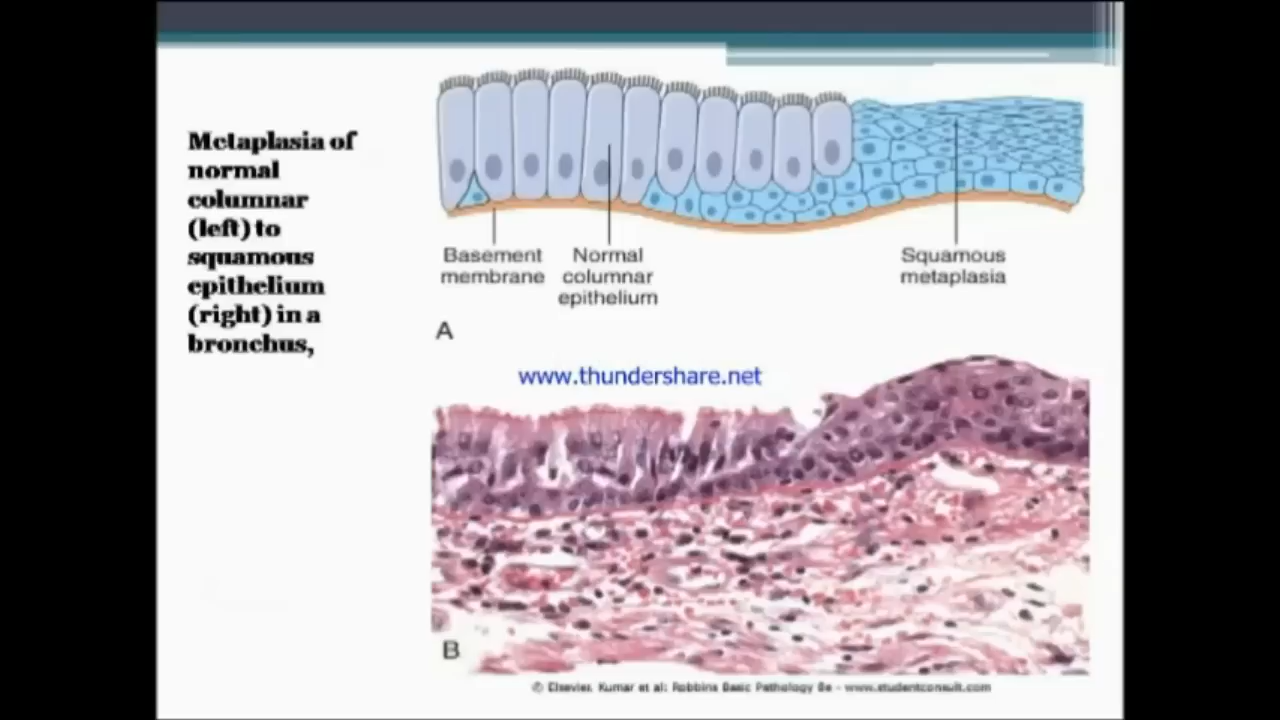 Metaplasia of
normal
columnar
(left) to
squamous
epithelium
(right) in a
bronchus,
Basement
membrane
Normal
columnar
epithelium
Squamous
metaplasia
A
www.thundershare.net
B
© Elsevier. Kumar et al: Robbins Basic Pathology 8e - www.studentconsult.com